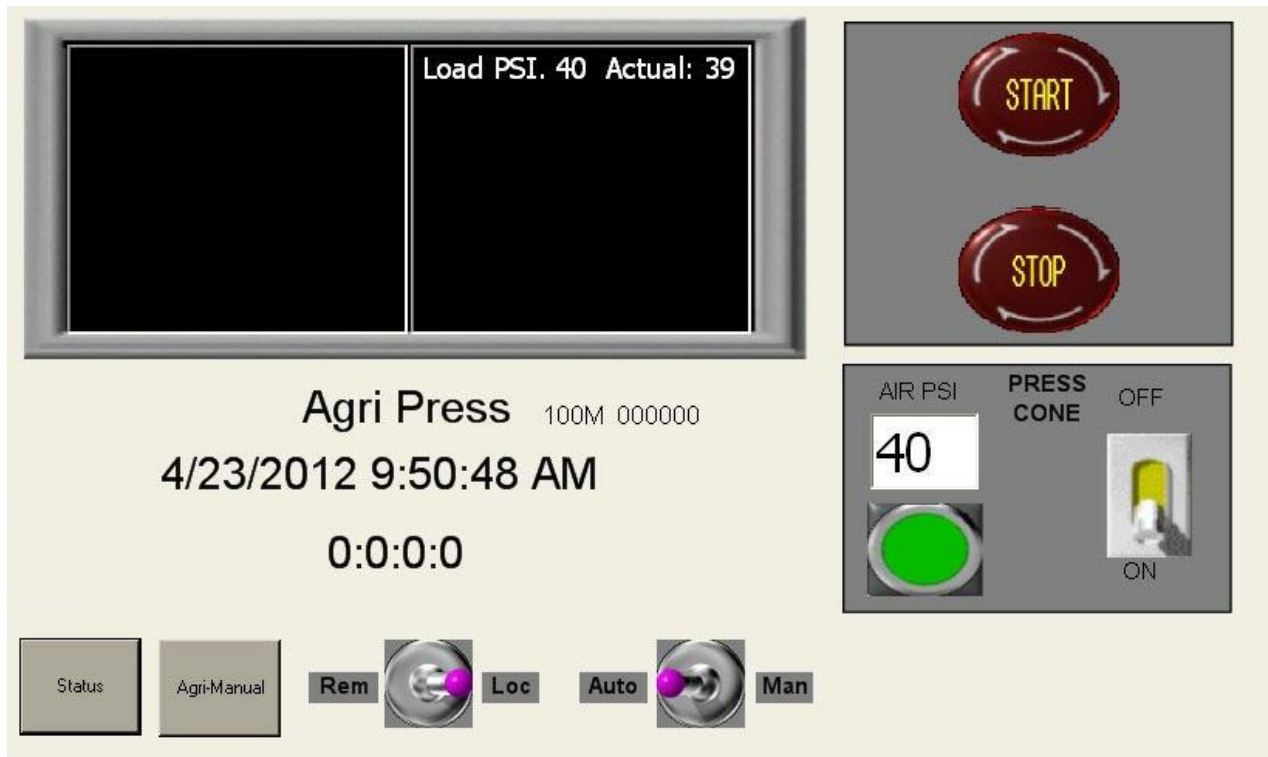 Load PSI. 40 Actual: 39
START
STOP
Agri Press 100M 000000
4/23/2012 9:50:48 AM
0:0:0:0
AIR PSI
PRESS
CONE
OFF
40
ON
Status
Agri-Manual
Rem
Loc
Auto
Man